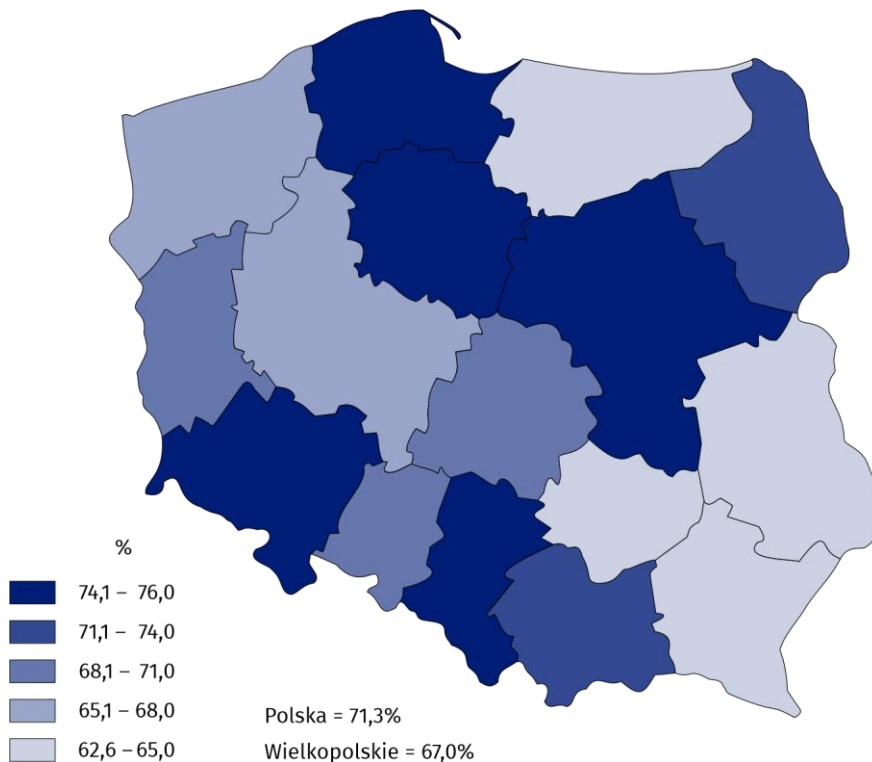 %
74,1 – 76,0
71,1 – 74,0
68,1 – 71,0
65,1 – 68,0
62,6 – 65,0
Polska = 71,3%
Wielkopolskie = 67,0%